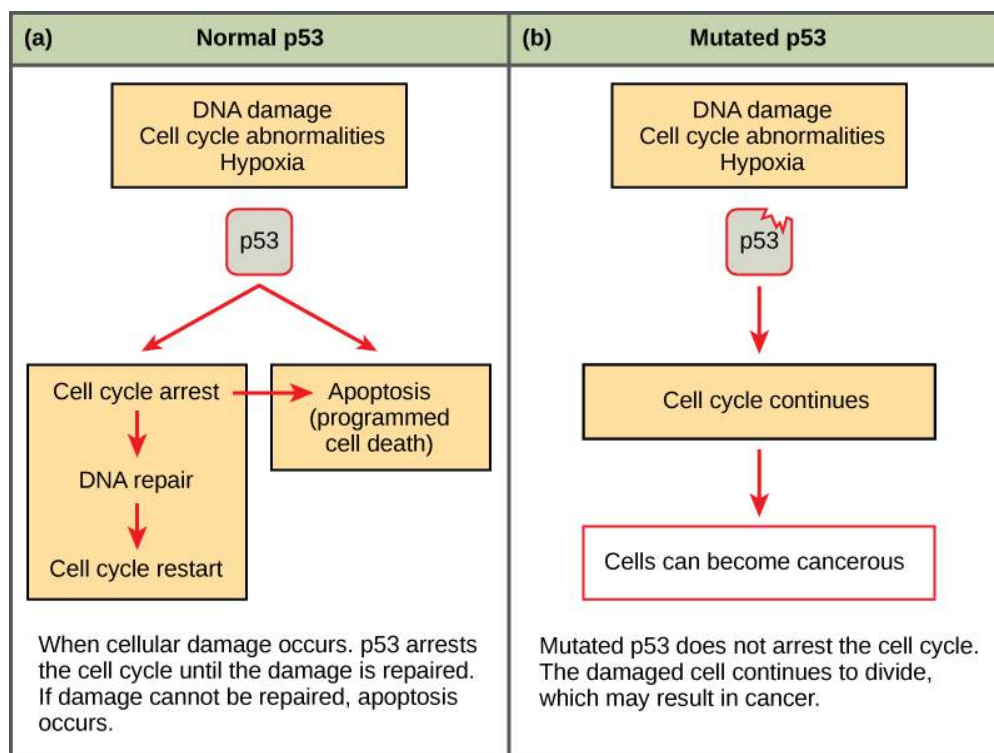 (a) Normal p53
DNA damage
Cell cycle abnormalities
Hypoxia
p53
Cell cycle arrest
Apoptosis
(programmed
cell death)
DNA repair
Cell cycle restart
When cellular damage occurs. p53 arrests
the cell cycle until the damage is repaired.
If damage cannot be repaired, apoptosis
occurs.
(b) Mutated p53
DNA damage
Cell cycle abnormalities
Hypoxia
p53
Cell cycle continues
Cells can become cancerous
Mutated p53 does not arrest the cell cycle.
The damaged cell continues to divide,
which may result in cancer.